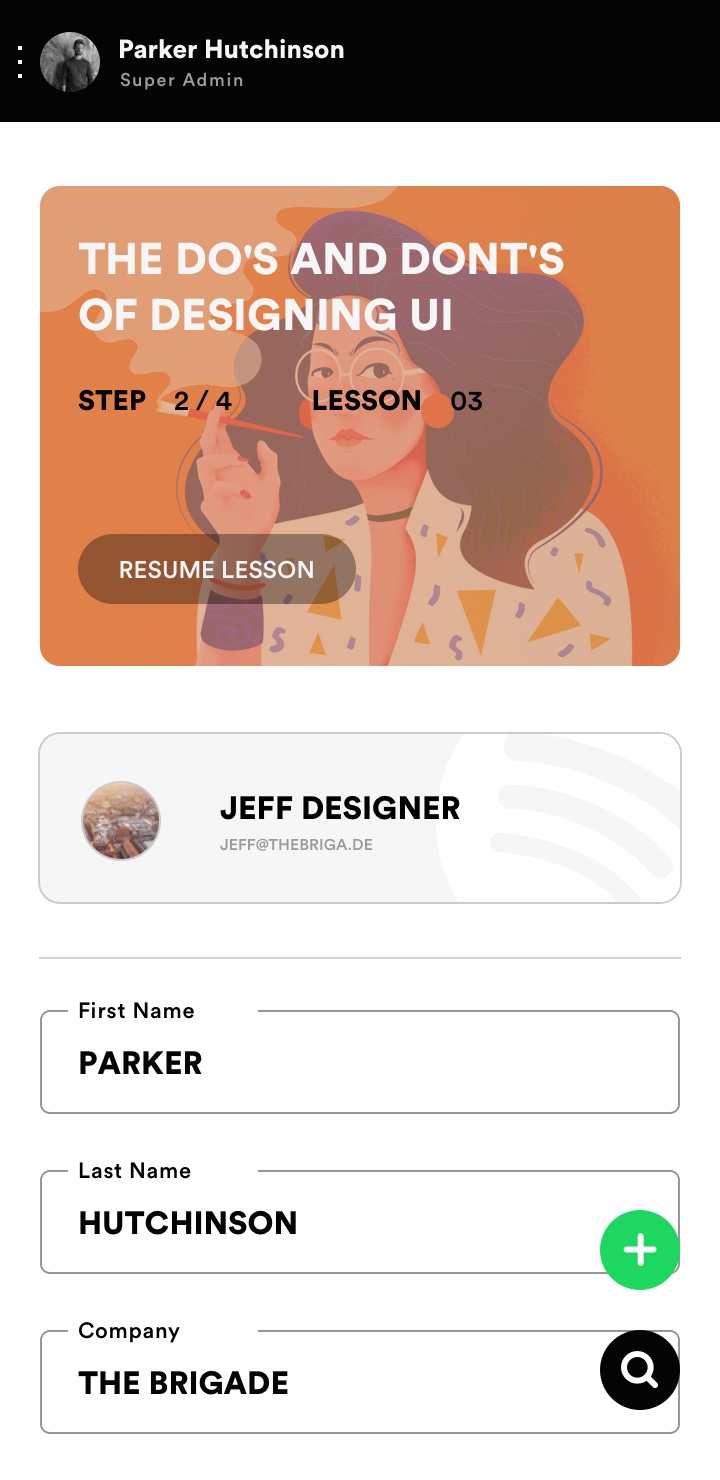 Parker Hutchinson
Super Admin
THE DO'S AND DONT'S
OF DESIGNING UI
STEP 2 / 4 LESSON 03
RESUME LESSON
JEFF DESIGNER
JEFF@THEBRIGA.DE
First Name
PARKER
Last Name
HUTCHINSON
Company
THE BRIGADE